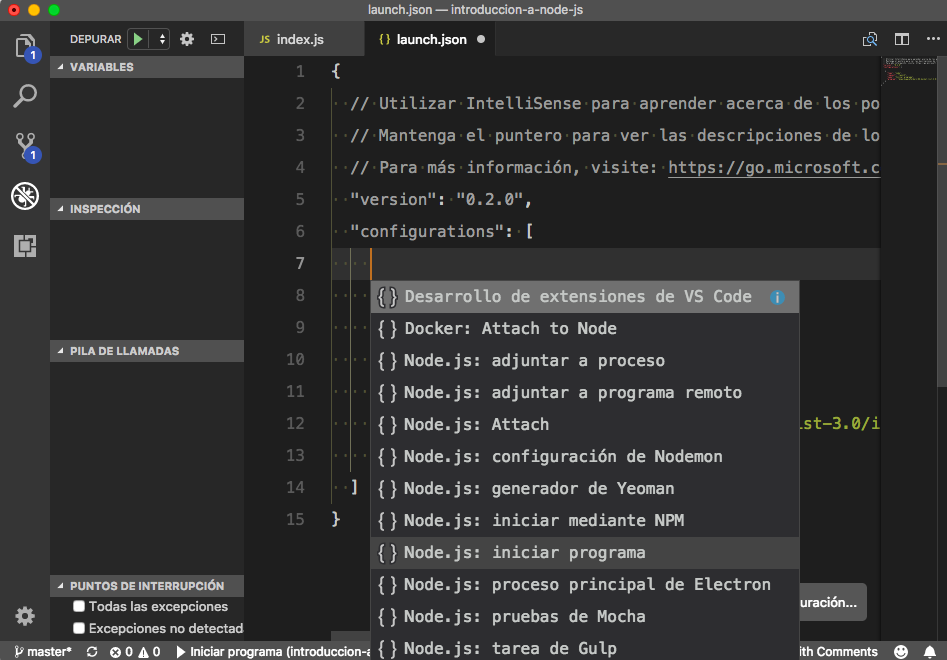 launch.json — introduccion-a-node-js
DEPURAR
JS index.js
{} launch.json
1
1
VARIABLES
INSPECCIÓN
PILA DE LLAMADAS
PUNTOS DE INTERRUPCIÓN
Todas las excepciones
Excepciones no detectad
1 {
2 // Utilizar IntelliSense para aprender acerca de los po
3 // Mantenga el puntero para ver las descripciones de lo
4 // Para más información, visite: https://go.microsoft.c
5 "version": "0.2.0",
6 "configurations": [
7
8
9
10
11
12 ist-3.0/i
13
14 ]
15 }
{} Desarrollo de extensiones de VS Code
{} Docker: Attach to Node
{} Node.js: adjuntar a proceso
{} Node.js: adjuntar a programa remoto
{} Node.js: Attach
{} Node.js: configuración de Nodemon
{} Node.js: generador de Yeoman
{} Node.js: iniciar mediante NPM
{} Node.js: iniciar programa
{} Node.js: proceso principal de Electron
{} Node.js: pruebas de Mocha
{} Node.js: tarea de Gulp
uración...
master* 0 0 Iniciar programa (introduccion-a
ith Comments